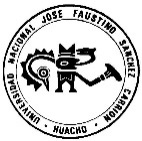 UNIVERSIDAD NACIONAL JOSE FAUSTINO SANCHEZ CARRION
· HUACHO ·